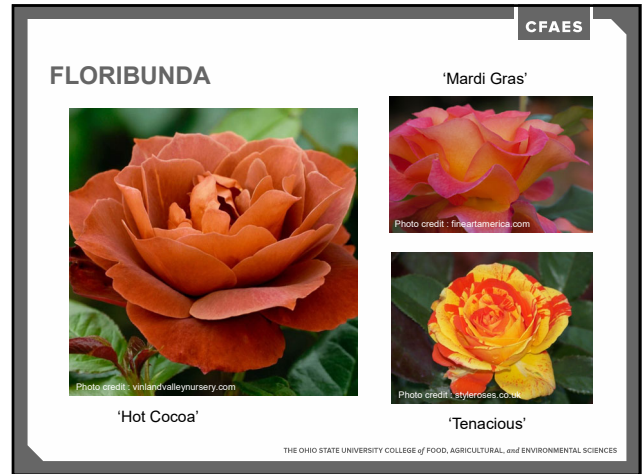 CFAES
FLORIBUNDA
‘Mardi Gras’
Photo credit : fineartamerica.com
Photo credit : vinlandvalleynursery.com
Photo credit : styleroses.co.uk
‘Hot Cocoa’
‘Tenacious’
THE OHIO STATE UNIVERSITY COLLEGE of FOOD, AGRICULTURAL, and ENVIRONMENTAL SCIENCES